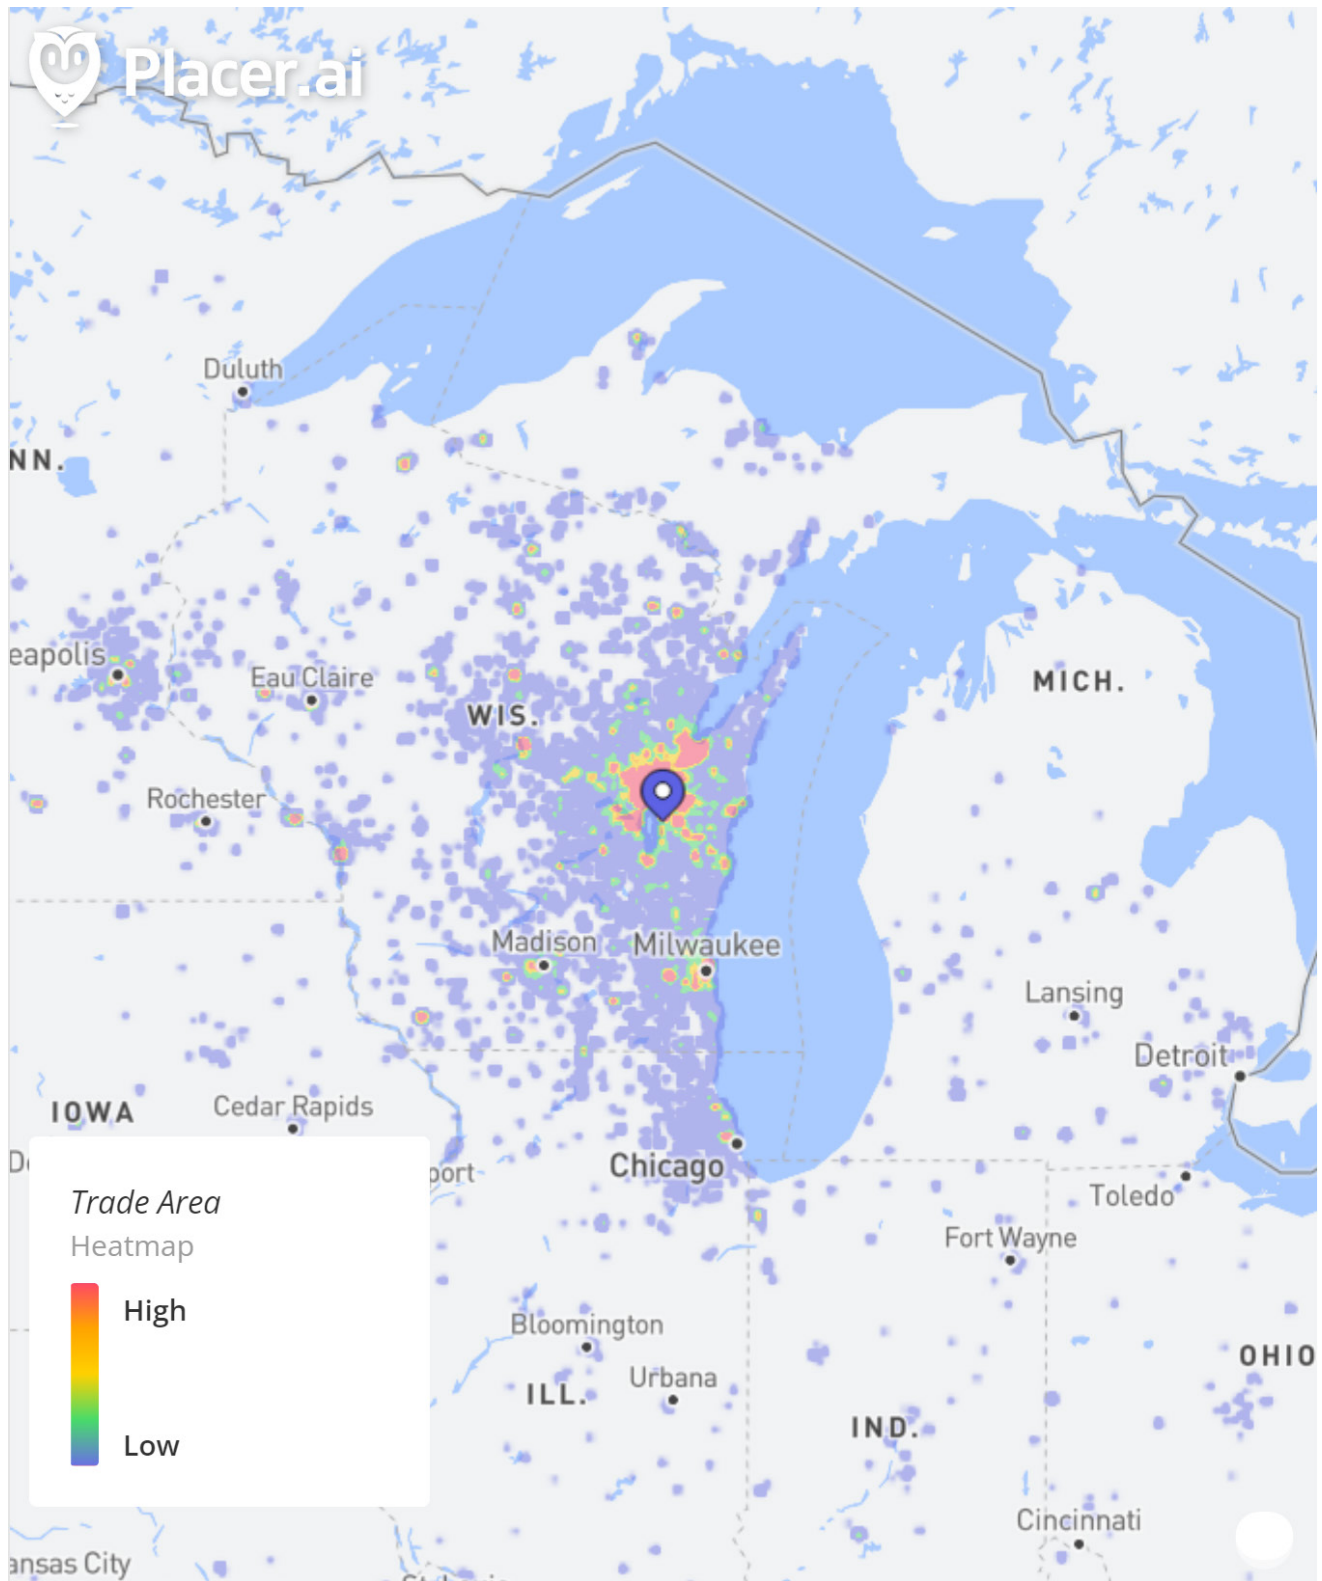 Placer.ai
Duluth
NN.
eapolis
Eau Claire
WIS.
MICH.
Rochester
Madison
Milwaukee
Lansing
Detroit
IOWA
Cedar Rapids
Chicago
port
Toledo
Trade Area
Heatmap
High
Low
Fort Wayne
Bloomington
Urbana
ILL.
IND.
OHIO
Cincinnati
ansas City